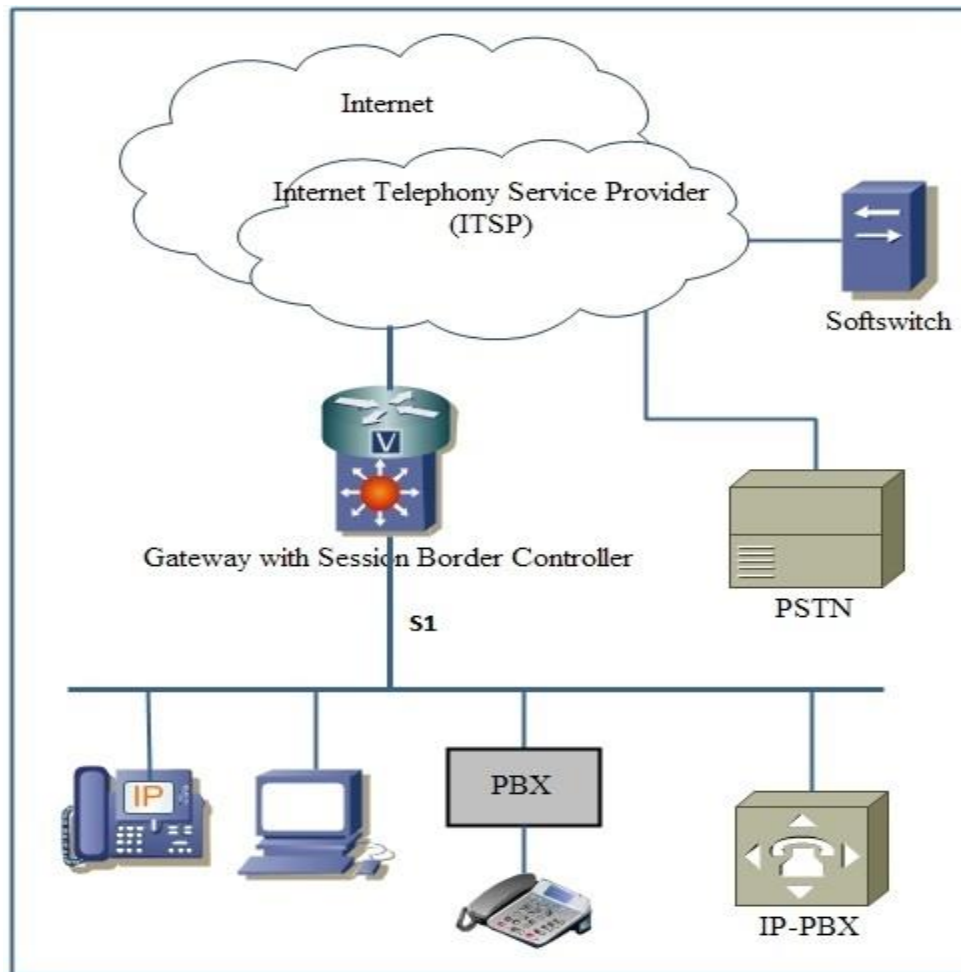 Internet
Internet Telephony Service Provider
(ITSP)
Softswitch
V
Gateway with Session Border Controller
PSTN
S1
IP
PBX
IP-PBX